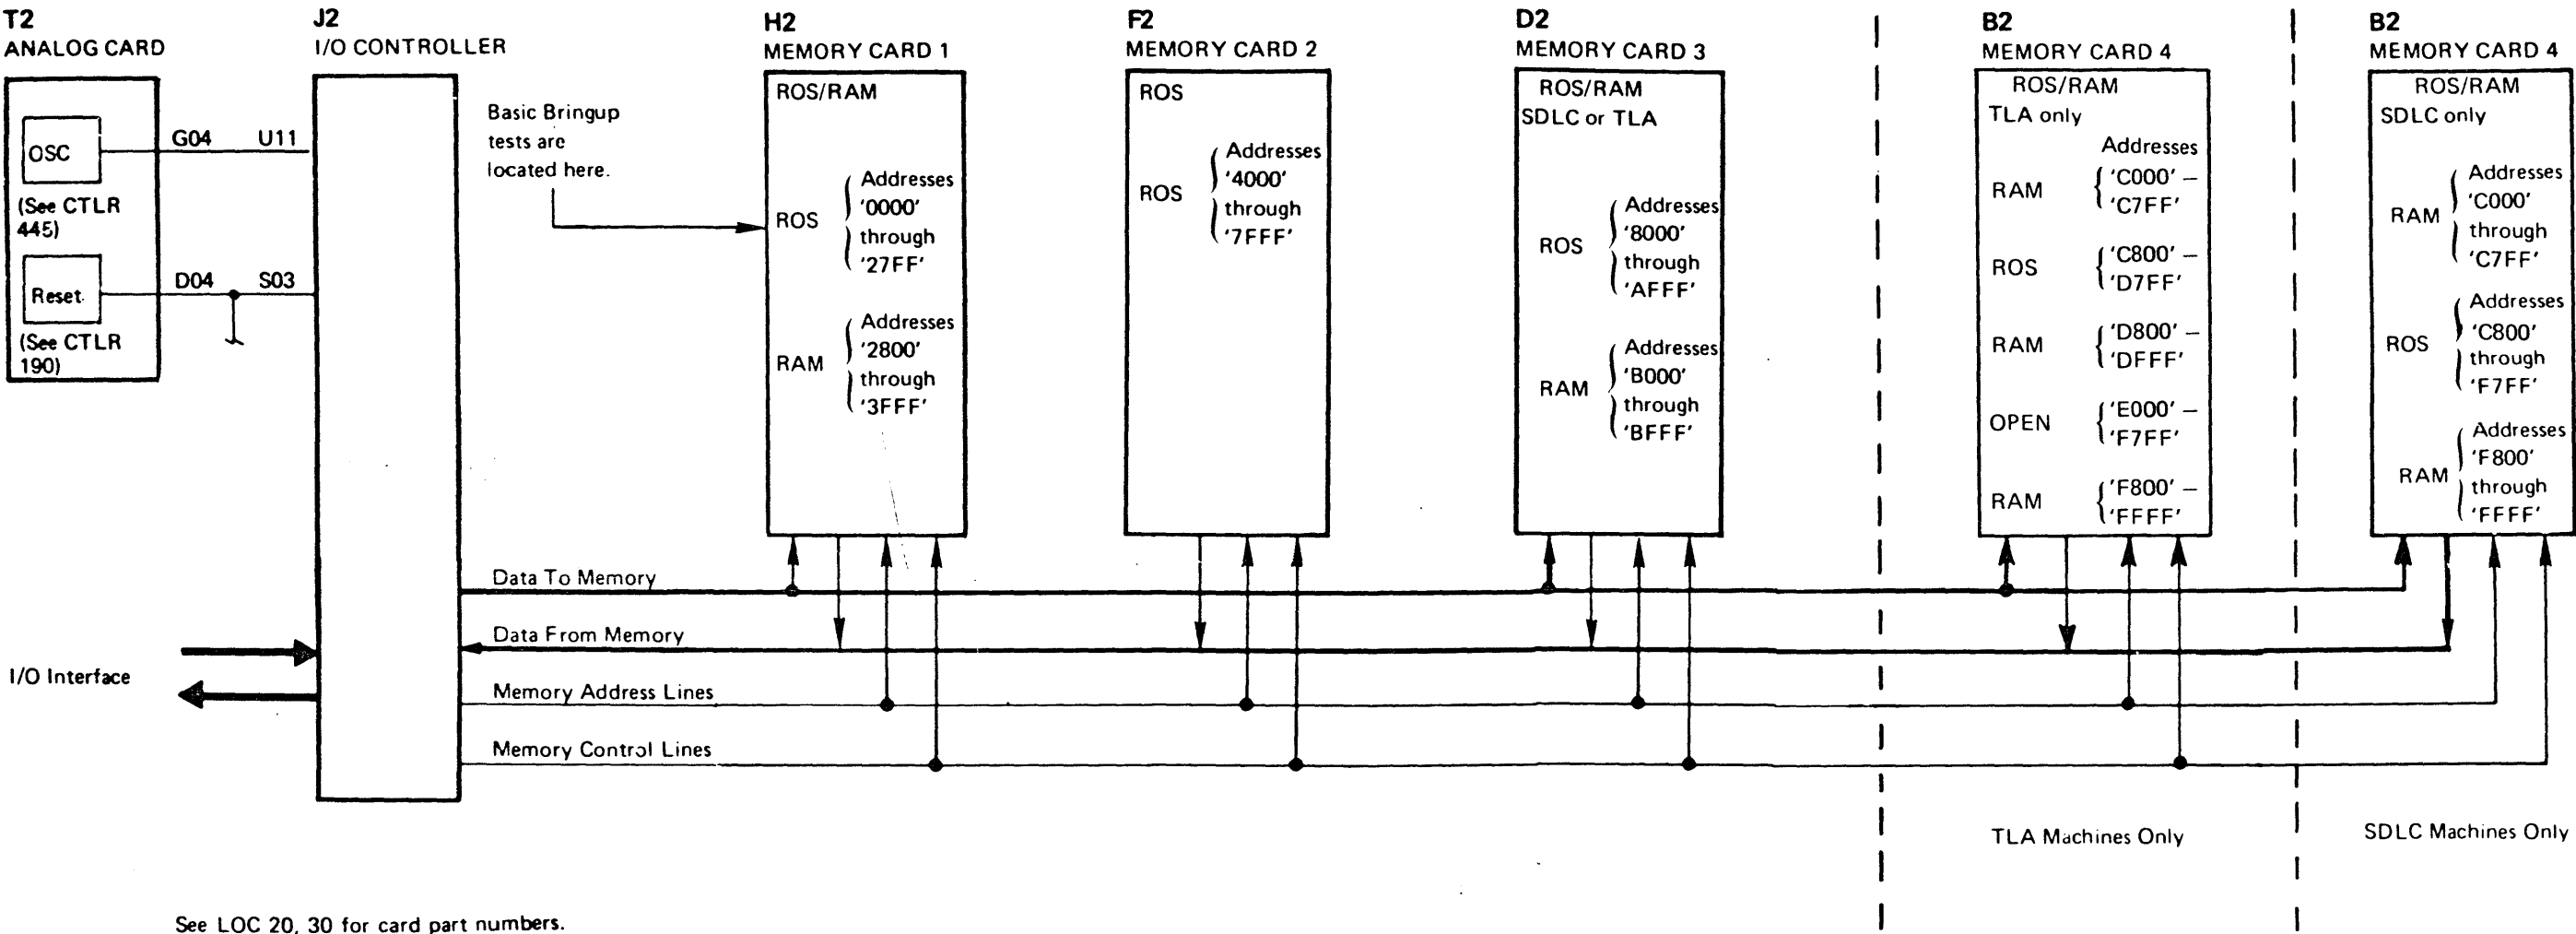 T2
ANALOG CARD
OSC
(See CTLR
445)
Reset
(See CTLR
190)
G04 U11
D04 S03
J2
I/O CONTROLLER
I/O Interface
Basic Bringup
tests are
located here.
H2
MEMORY CARD 1
ROS/RAM
ROS
Addresses
'0000'
through
'27FF'
RAM
Addresses
'2800'
through
'3FFF'
F2
MEMORY CARD 2
ROS
ROS
Addresses
'4000'
through
'7FFF'
D2
MEMORY CARD 3
ROS/RAM
SDLC or TLA
ROS
Addresses
'8000'
through
'AFFF'
RAM
Addresses
'B000'
through
'BFFF'
B2
MEMORY CARD 4
ROS/RAM
TLA only
Addresses
RAM
'C000' –
'C7FF'
ROS
'C800' –
'D7FF'
RAM
'D800' –
'DFFF'
OPEN
'E000' –
'F7FF'
RAM
'F800' –
'FFFF'
B2
MEMORY CARD 4
ROS/RAM
SDLC only
RAM
Addresses
'C000'
through
'C7FF'
ROS
Addresses
'C800'
through
'F7FF'
RAM
Addresses
'F800'
through
'FFFF'
Data To Memory
Data From Memory
Memory Address Lines
Memory Control Lines
TLA Machines Only
SDLC Machines Only
See LOC 20, 30 for card part numbers.